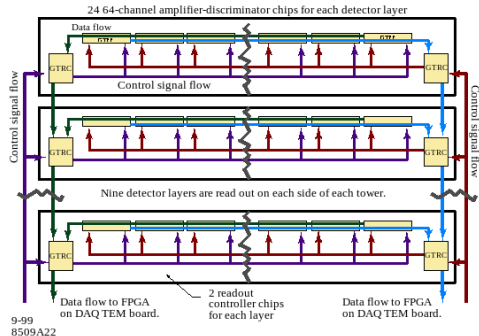 24 64-channel amplifier-discriminator chips for each detector layer
Data flow
GTRC
GTRC
Control signal flow
Control signal flow
Control signal flow
GTRC
GTRC
Nine detector layers are read out on each side of each tower.
GTRC
GTRC
Data flow to FPGA
on DAQ TEM board.
2 readout
controller chips
for each layer
Data flow to FPGA
on DAQ TEM board.
9-99
8509A22